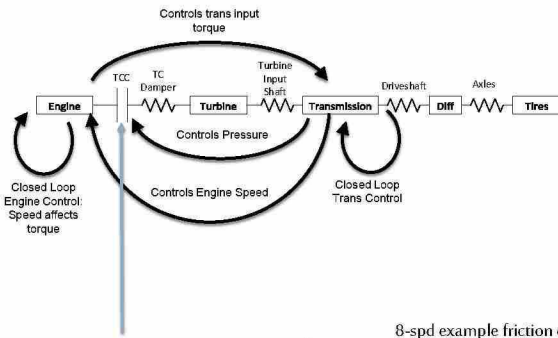 Controls trans input
torque
TCC
TC
Damper
Turbine
Input
Shaft
Driveshaft
Axles
Engine
Turbine
Transmission
Diff
Tires
Controls Pressure
Controls Engine Speed
Closed Loop
Engine Control:
Speed affects
torque
Closed Loop
Trans Control
8-spd example friction